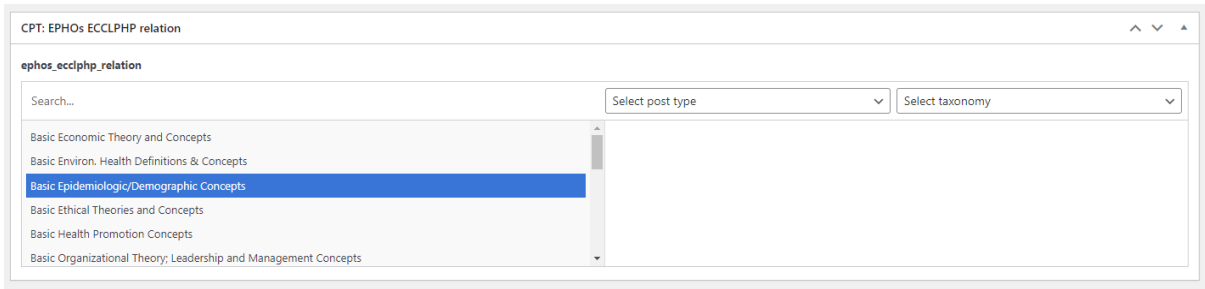 CPT: EPHOs ECCLPHP relation
ephos_ecclphp_relation
Search... Select post type Select taxonomy
Basic Economic Theory and Concepts
Basic Environ. Health Definitions & Concepts
Basic Epidemiologic/Demographic Concepts
Basic Ethical Theories and Concepts
Basic Health Promotion Concepts
Basic Organizational Theory; Leadership and Management Concepts